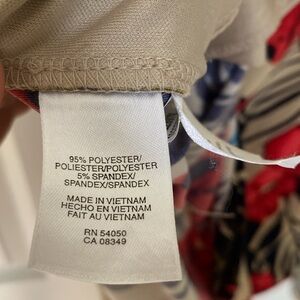 95% POLYESTER/
POLIESTER/POLYESTER
5% SPANDEX/
SPANDEX/SPANDEX
MADE IN VIETNAM
HECHO EN VIETNAM
FAIT AU VIETNAM
RN 54050
CA 08349